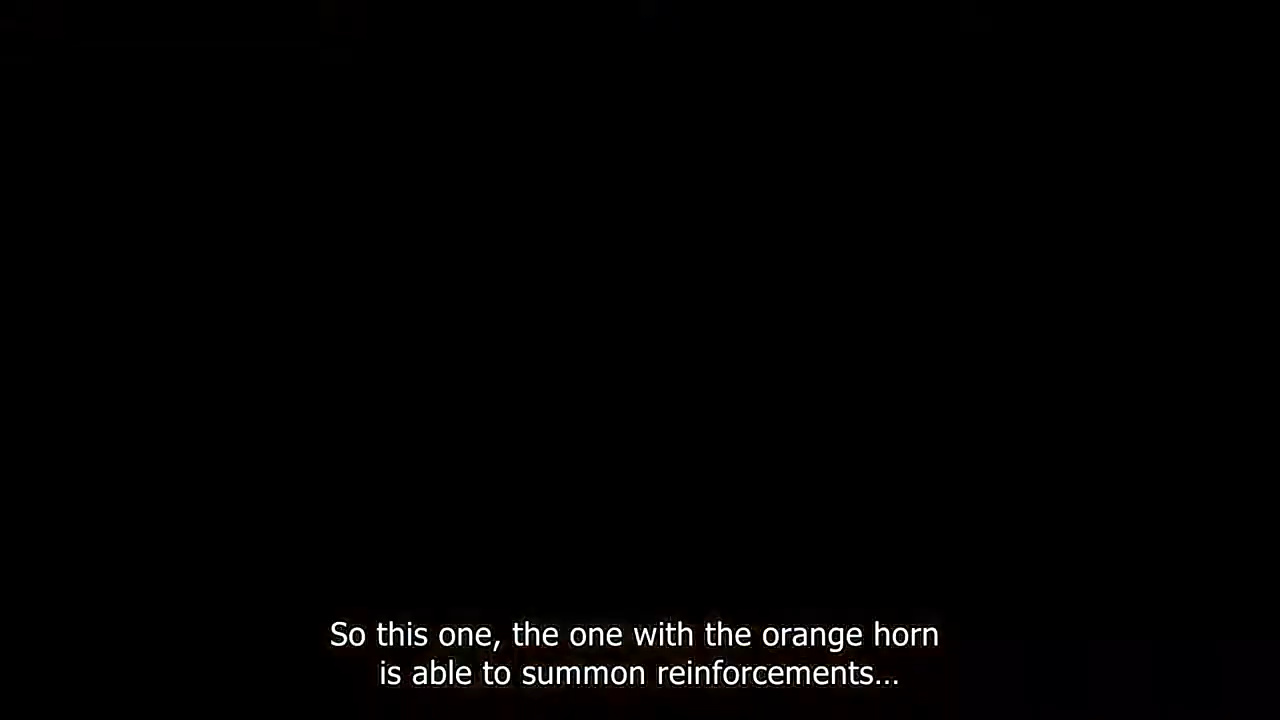 So this one, the one with the orange horn
is able to summon reinforcements...